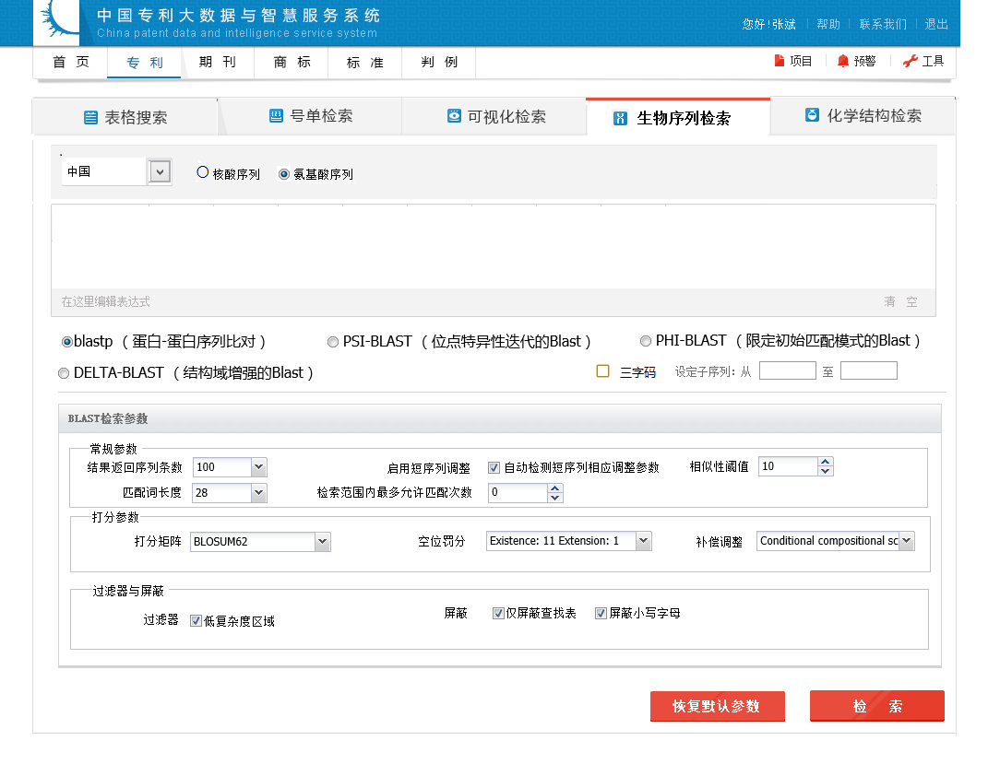 中国专利大数据与智慧服务系统
China patent data and intelligence service system
您好!张斌 帮助 联系我们 退出
首 页 专 利 期 刊 商 标 标 准 判 例 项目 预警 工具
表格搜索 号单检索 可视化检索 生物序列检索 化学结构检索
中国 核酸序列 氨基酸序列
在这里编辑表达式 清 空
blastp （蛋白-蛋白序列比对） PSI-BLAST （位点特异性迭代的Blast） PHI-BLAST （限定初始匹配模式的Blast）
DELTA-BLAST （结构域增强的Blast） 三字码 设定子序列: 从 至
BLAST检索参数
常规参数
结果返回序列条数 100 启用短序列调整 自动检测短序列相应调整参数 相似性阈值 10
匹配词长度 28 检索范围内最多允许匹配次数 0
打分参数
打分矩阵 BLOSUM62 空位罚分 Existence: 11 Extension: 1 补偿调整 Conditional compositional sc
过滤器与屏蔽
过滤器 低复杂度区域 屏蔽 仅屏蔽查找表 屏蔽小写字母
恢复默认参数 检 索